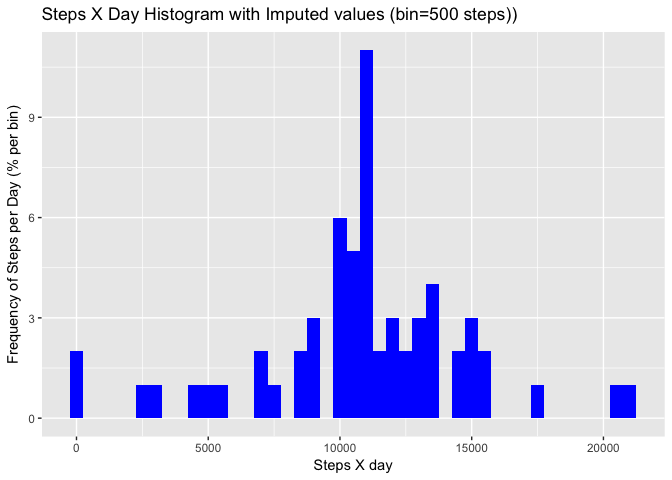 Steps X Day Histogram with Imputed values (bin=500 steps))
Frequency of Steps per Day (% per bin)
9
6
3
0
0 5000 10000 15000 20000
Steps X day